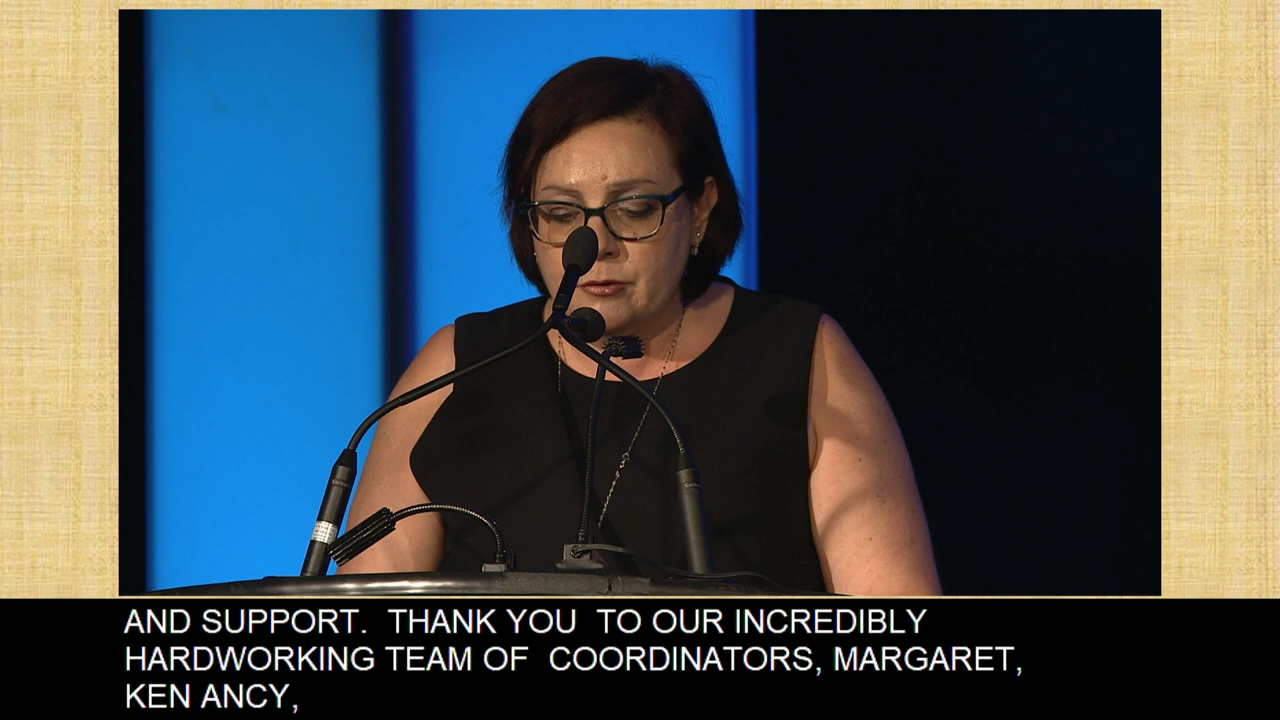 AND SUPPORT.  THANK YOU  TO OUR INCREDIBLY
HARDWORKING TEAM OF  COORDINATORS, MARGARET,
KEN ANCY,